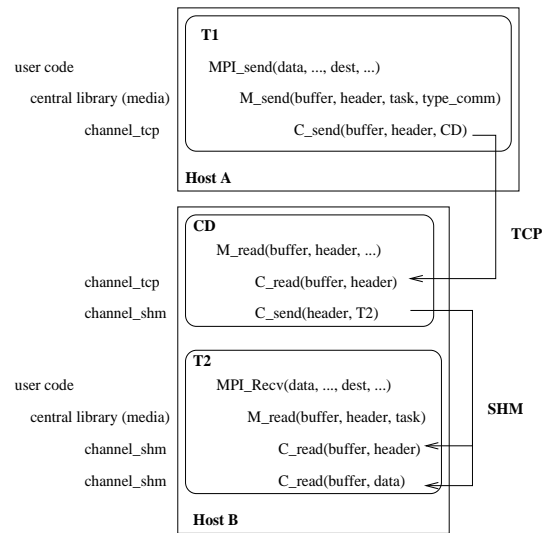 T1
user code MPI_send(data, ..., dest, ...)
central library (media) M_send(buffer, header, task, type_comm)
channel_tcp C_send(buffer, header, CD)
Host A
TCP
CD
M_read(buffer, header, ...)
channel_tcp C_read(buffer, header)
channel_shm C_send(header, T2)
T2
user code MPI_Recv(data, ..., dest, ...)
SHM
central library (media) M_read(buffer, header, task)
channel_shm C_read(buffer, header)
channel_shm C_read(buffer, data)
Host B